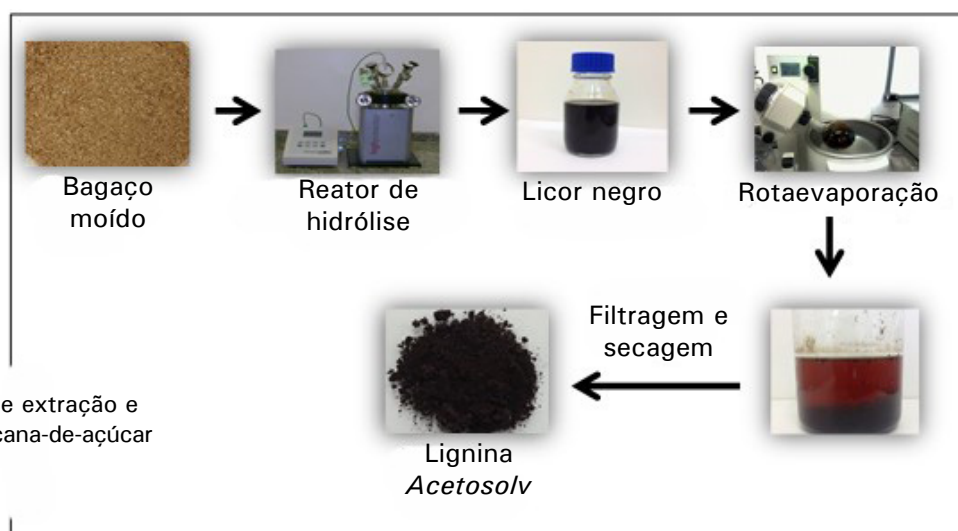 Bagaço
moído
Reator de
hidrólise
Licor negro
Rotaevaporação
Filtragem e
secagem
Lignina
Acetosolv
e extração e
cana-de-açúcar